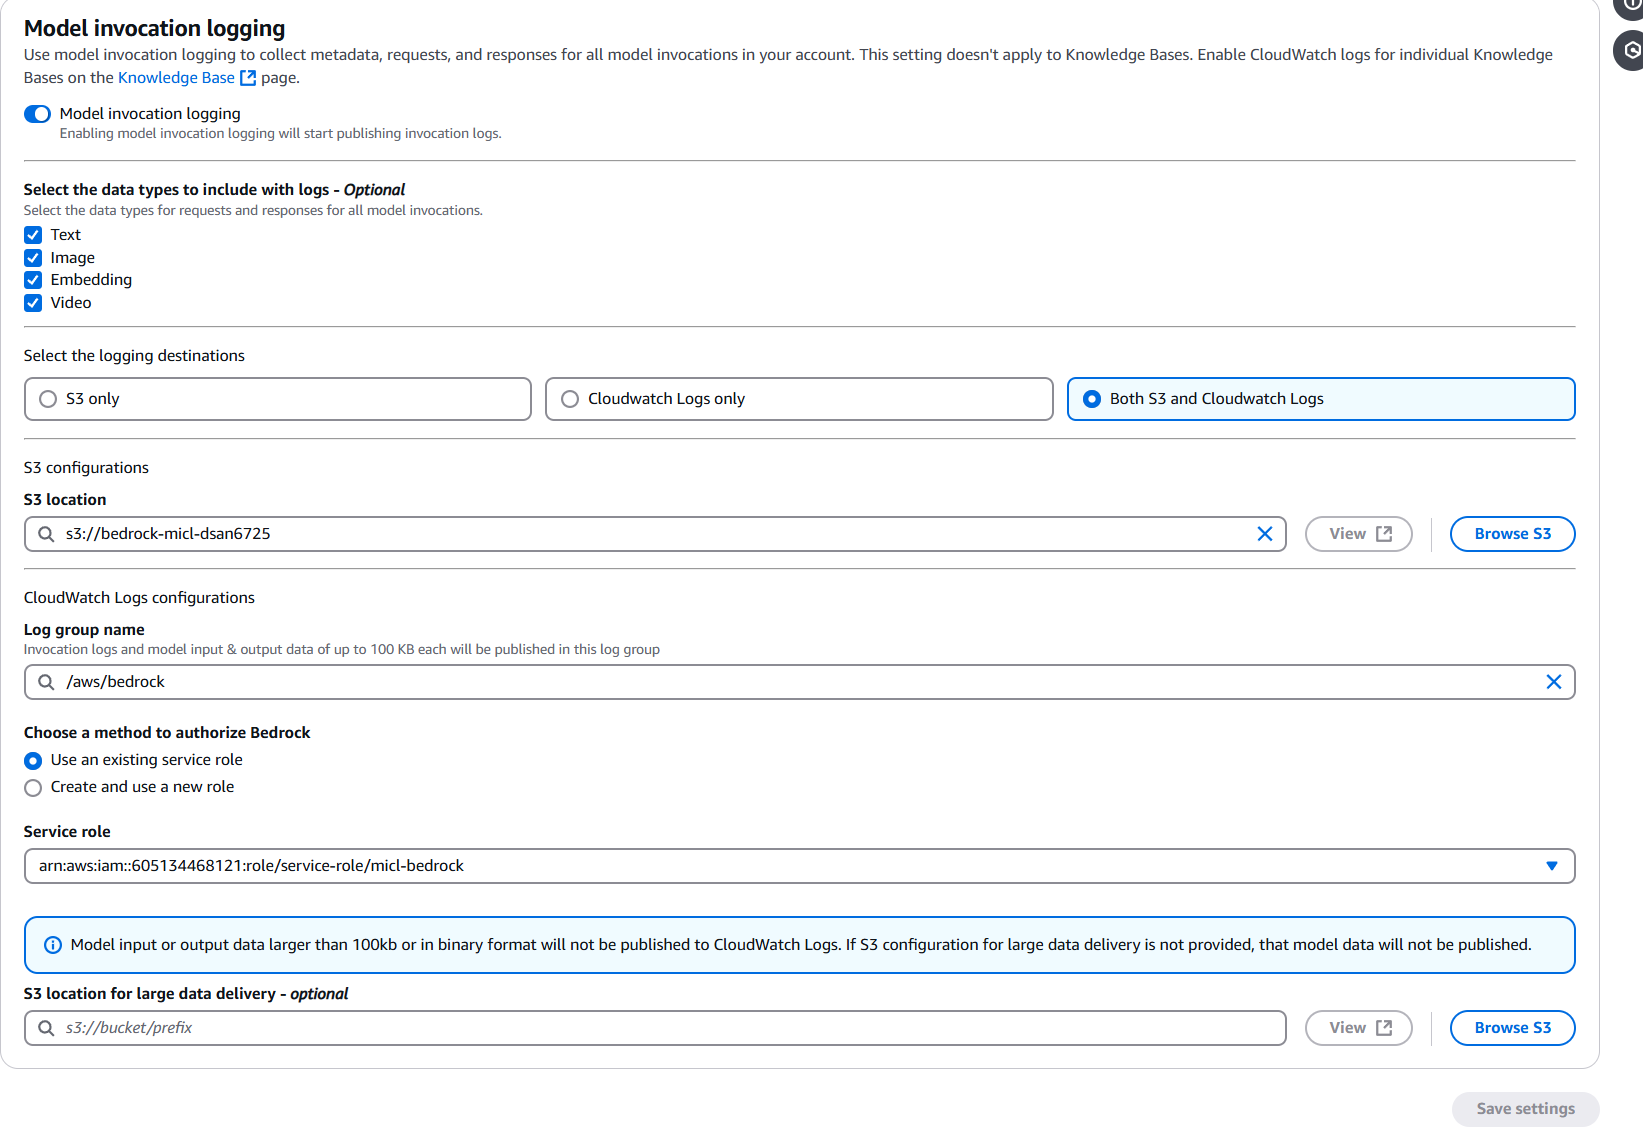 Model invocation logging
Use model invocation logging to collect metadata, requests, and responses for all model invocations in your account. This setting doesn't apply to Knowledge Bases. Enable CloudWatch logs for individual Knowledge
Bases on the Knowledge Base page.
Model invocation logging
Enabling model invocation logging will start publishing invocation logs.
Select the data types to include with logs - Optional
Select the data types for requests and responses for all model invocations.
Text
Image
Embedding
Video
Select the logging destinations
S3 only
Cloudwatch Logs only
Both S3 and Cloudwatch Logs
S3 configurations
S3 location
s3://bedrock-micl-dsan6725
View
Browse S3
CloudWatch Logs configurations
Log group name
Invocation logs and model input & output data of up to 100 KB each will be published in this log group
/aws/bedrock
Choose a method to authorize Bedrock
Use an existing service role
Create and use a new role
Service role
arn:aws:iam::605134468121:role/service-role/micl-bedrock
Model input or output data larger than 100kb or in binary format will not be published to CloudWatch Logs. If S3 configuration for large data delivery is not provided, that model data will not be published.
S3 location for large data delivery - optional
s3://bucket/prefix
View
Browse S3
Save settings